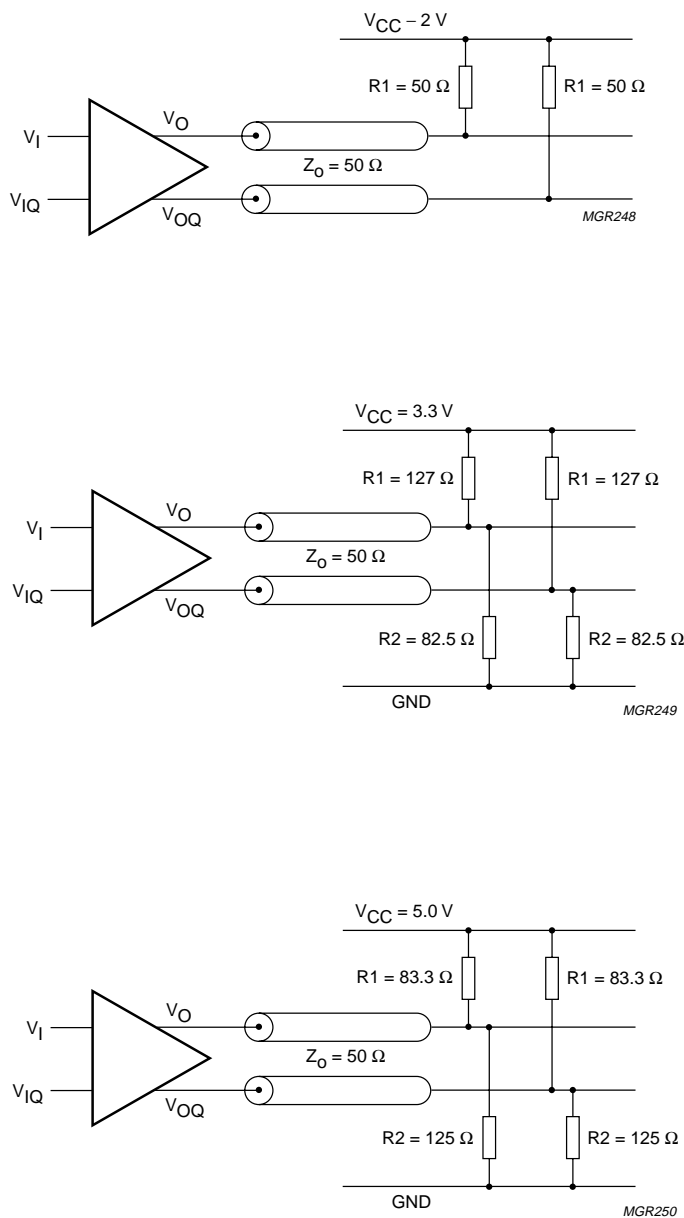 VCC – 2 V
R1 = 50 Ω R1 = 50 Ω
VO
VI
Zo = 50 Ω
VIQ
VOQ
MGR248
VCC = 3.3 V
R1 = 127 Ω R1 = 127 Ω
VO
VI
Zo = 50 Ω
VIQ
VOQ
R2 = 82.5 Ω R2 = 82.5 Ω
GND
MGR249
VCC = 5.0 V
R1 = 83.3 Ω R1 = 83.3 Ω
VO
VI
Zo = 50 Ω
VIQ
VOQ
R2 = 125 Ω R2 = 125 Ω
GND
MGR250